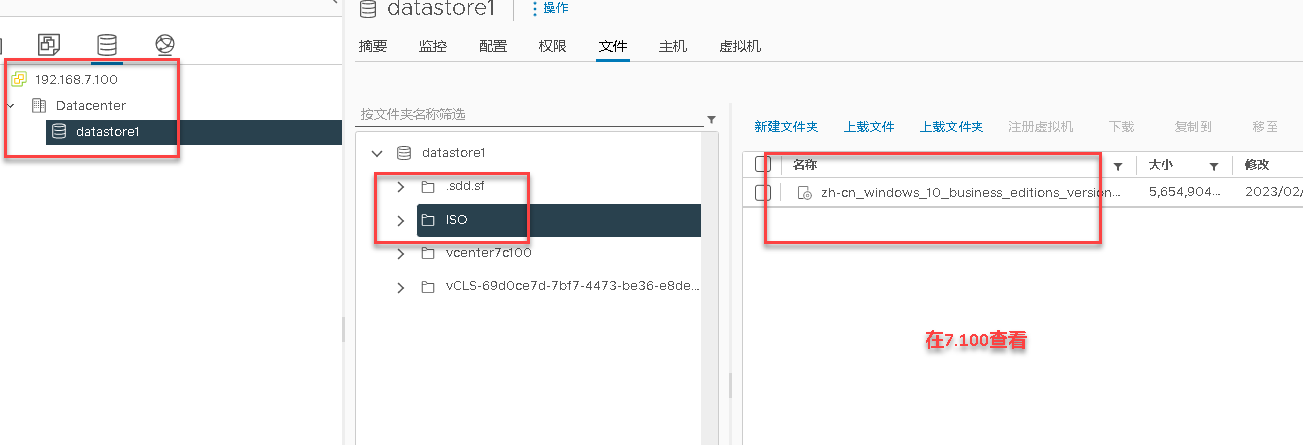 datastore1
操作
摘要 监控 配置 权限 文件 主机 虚拟机
192.168.7.100
Datacenter
datastore1
按文件夹名称筛选
datastore1
.sdd.sf
ISO
vcenter7c100
vCLS-69d0ce7d-7bf7-4473-be36-e8de...
新建文件夹 上载文件 上载文件夹 注册虚拟机 下载 复制到 移至
名称 大小 修改
zh-cn_windows_10_business_editions_version... 5,654,904... 2023/02/
在7.100查看